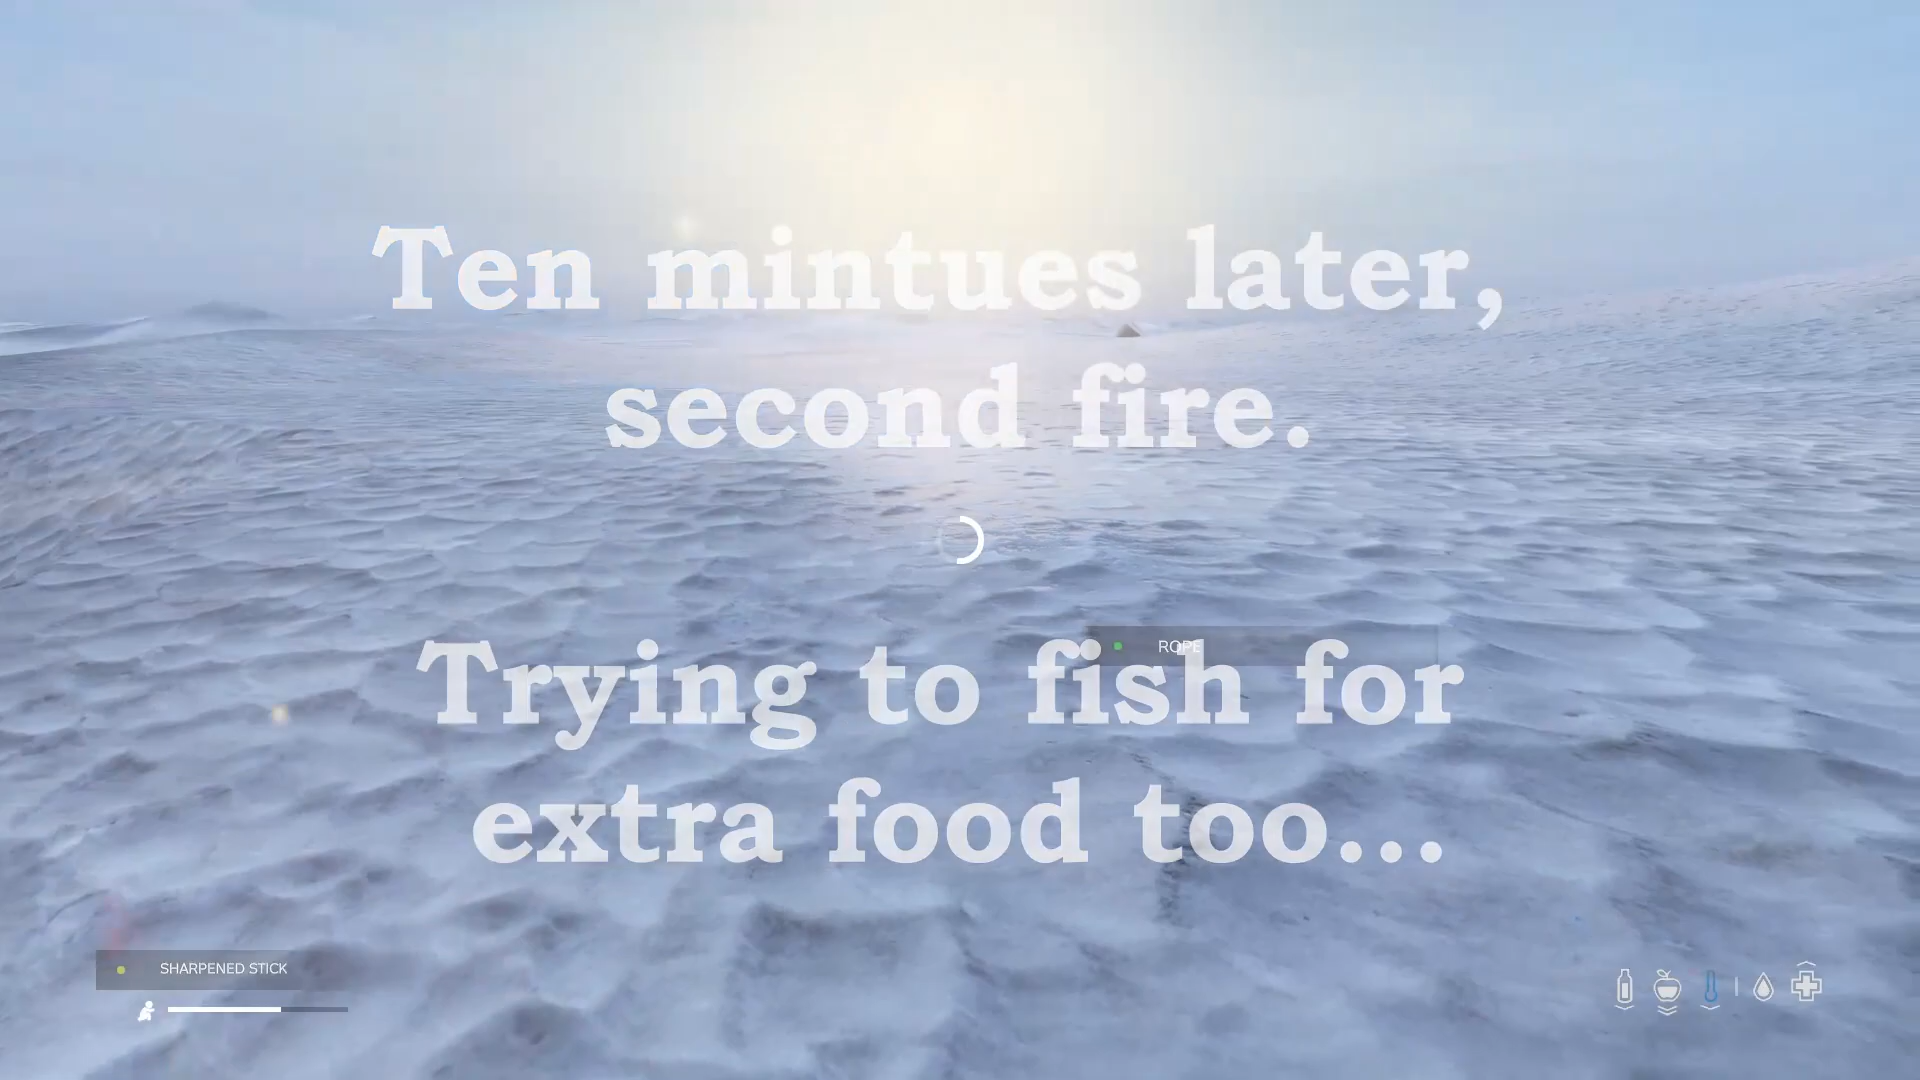 Ten mintues later,
second fire.
ROPE
Trying to fish for
extra food too...
SHARPENED STICK